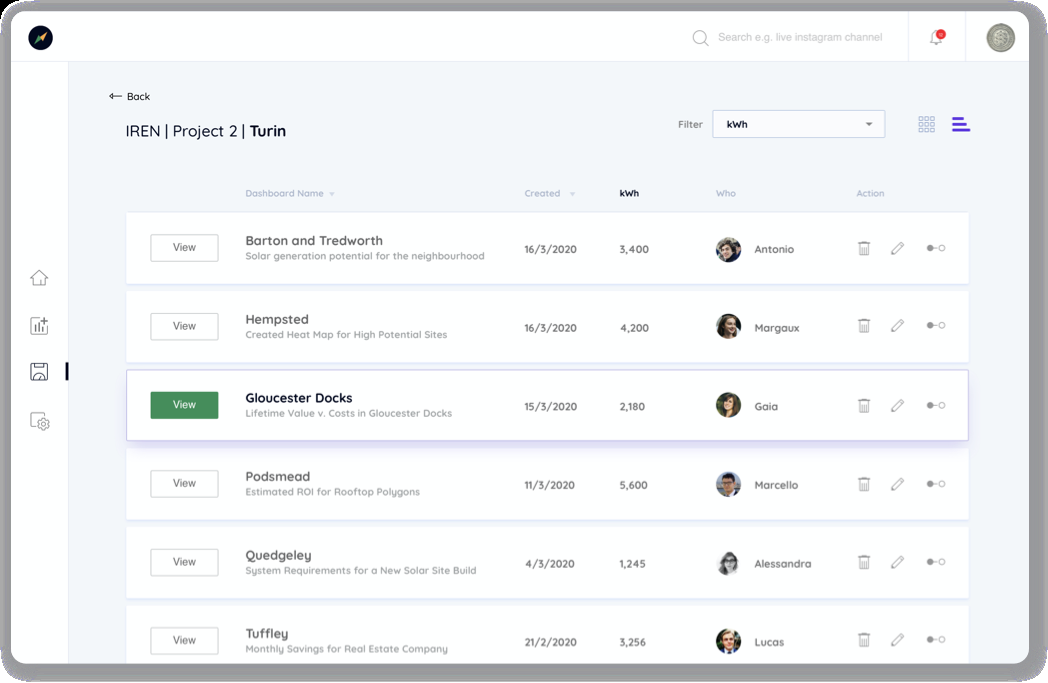 Search e.g. live instagram channel
Back
IREN | Project 2 | Turin
Filter
kWh
Dashboard Name
Created
kWh
Who
Action
View
Barton and Tredworth
Solar generation potential for the neighbourhood
16/3/2020
3,400
Antonio
View
Hempsted
Created Heat Map for High Potential Sites
16/3/2020
4,200
Margaux
View
Gloucester Docks
Lifetime Value v. Costs in Gloucester Docks
15/3/2020
2,180
Gaia
View
Podsmead
Estimated ROI for Rooftop Polygons
11/3/2020
5,600
Marcello
View
Quedgeley
System Requirements for a New Solar Site Build
4/3/2020
1,245
Alessandra
View
Tuffley
Monthly Savings for Real Estate Company
21/2/2020
3,256
Lucas